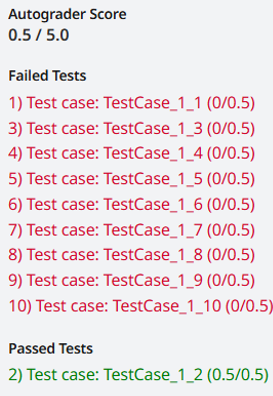 Autograder Score
0.5 / 5.0
Failed Tests
1) Test case: TestCase_1_1 (0/0.5)
3) Test case: TestCase_1_3 (0/0.5)
4) Test case: TestCase_1_4 (0/0.5)
5) Test case: TestCase_1_5 (0/0.5)
6) Test case: TestCase_1_6 (0/0.5)
7) Test case: TestCase_1_7 (0/0.5)
8) Test case: TestCase_1_8 (0/0.5)
9) Test case: TestCase_1_9 (0/0.5)
10) Test case: TestCase_1_10 (0/0.5)
Passed Tests
2) Test case: TestCase_1_2 (0.5/0.5)